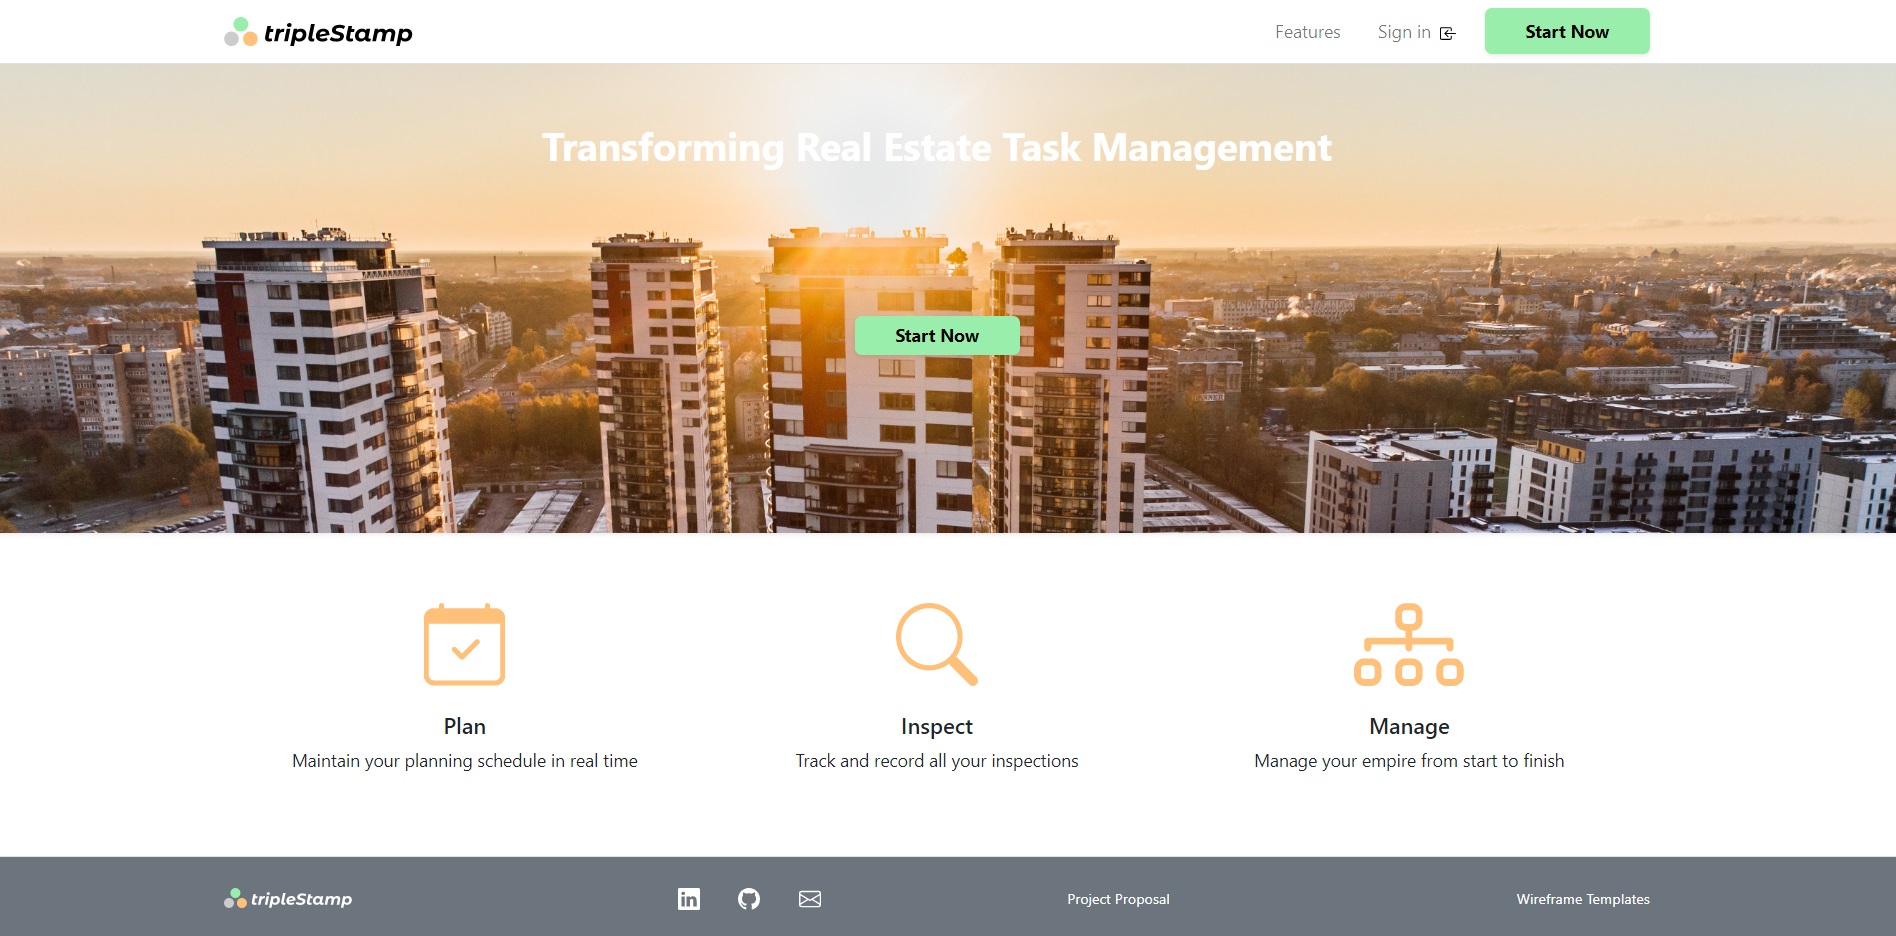 tripleStamp
Features
Sign in
Start Now
Transforming Real Estate Task Management
Start Now
Plan
Maintain your planning schedule in real time
Inspect
Track and record all your inspections
Manage
Manage your empire from start to finish
tripleStamp
in
Project Proposal
Wireframe Templates